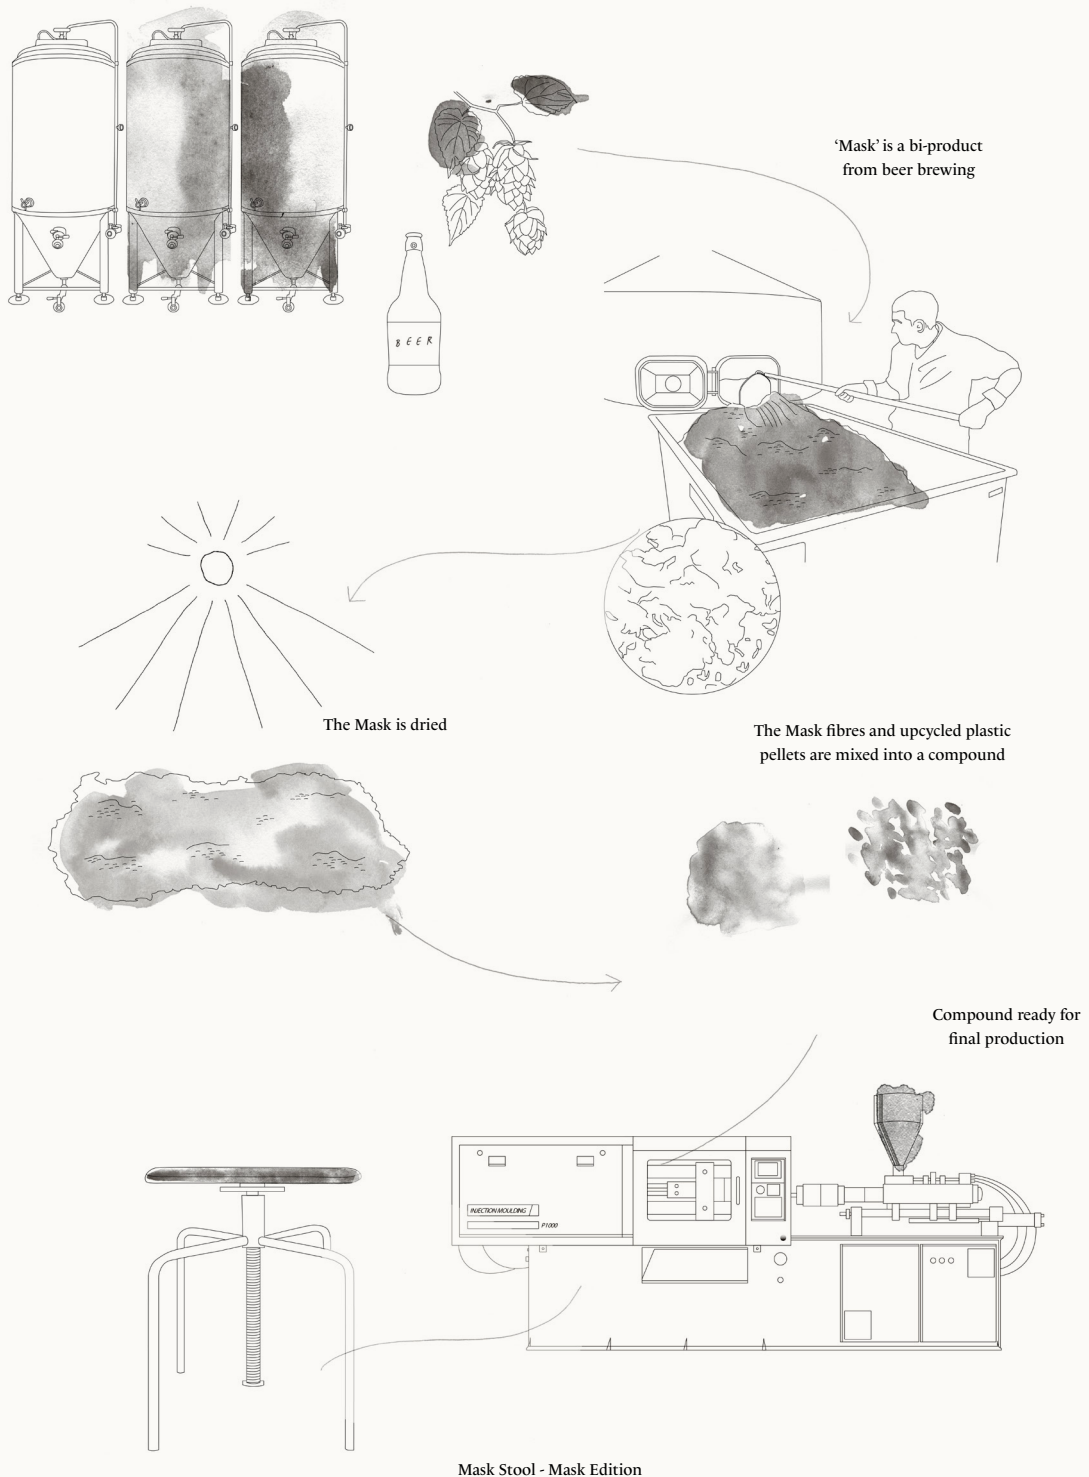 'Mask' is a bi-product
from beer brewing
BEER
The Mask is dried
The Mask fibres and upcycled plastic
pellets are mixed into a compound
Compound ready for
final production
INJECTION MOULDING
P1000
Mask Stool - Mask Edition